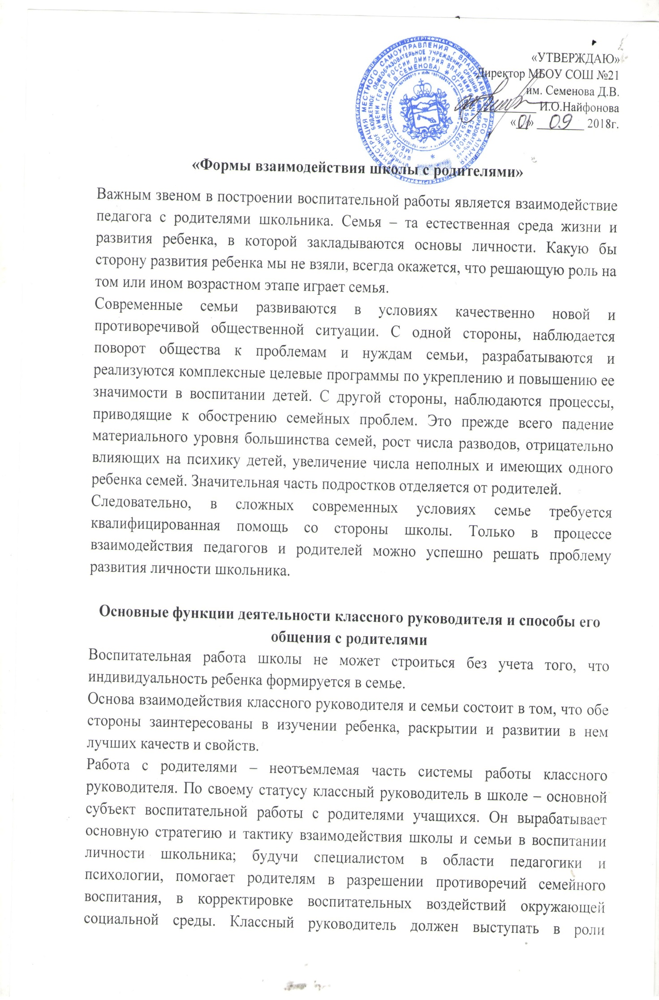 «УТВЕРЖДАЮ»
Директор МБОУ СОШ №21
им. Семенова Д.В.
И.О.Найфонова
«01» 09 2018г.
«Формы взаимодействия школы с родителями»
Важным звеном в построении воспитательной работы является взаимодействие
педагога с родителями школьника. Семья – та естественная среда жизни и
развития ребенка, в которой закладываются основы личности. Какую бы
сторону развития ребенка мы не взяли, всегда окажется, что решающую роль на
том или ином возрастном этапе играет семья.
Современные семьи развиваются в условиях качественно новой и
противоречивой общественной ситуации. С одной стороны, наблюдается
поворот общества к проблемам и нуждам семьи, разрабатываются и
реализуются комплексные целевые программы по укреплению и повышению ее
значимости в воспитании детей. С другой стороны, наблюдаются процессы,
приводящие к обострению семейных проблем. Это прежде всего падение
материального уровня большинства семей, рост числа разводов, отрицательно
влияющих на психику детей, увеличение числа неполных и имеющих одного
ребенка семей. Значительная часть подростков отделяется от родителей.
Следовательно, в сложных современных условиях семье требуется
квалифицированная помощь со стороны школы. Только в процессе
взаимодействия педагогов и родителей можно успешно решать проблему
развития личности школьника.
Основные функции деятельности классного руководителя и способы его
общения с родителями
Воспитательная работа школы не может строиться без учета того, что
индивидуальность ребенка формируется в семье.
Основа взаимодействия классного руководителя и семьи состоит в том, что обе
стороны заинтересованы в изучении ребенка, раскрытии и развитии в нем
лучших качеств и свойств.
Работа с родителями – неотъемлемая часть системы работы классного
руководителя. По своему статусу классный руководитель в школе – основной
субъект воспитательной работы с родителями учащихся. Он вырабатывает
основную стратегию и тактику взаимодействия школы и семьи в воспитании
личности школьника; будучи специалистом в области педагогики и
психологии, помогает родителям в разрешении противоречий семейного
воспитания, в корректировке воспитательных воздействий окружающей
социальной среды. Классный руководитель должен выступать в роли